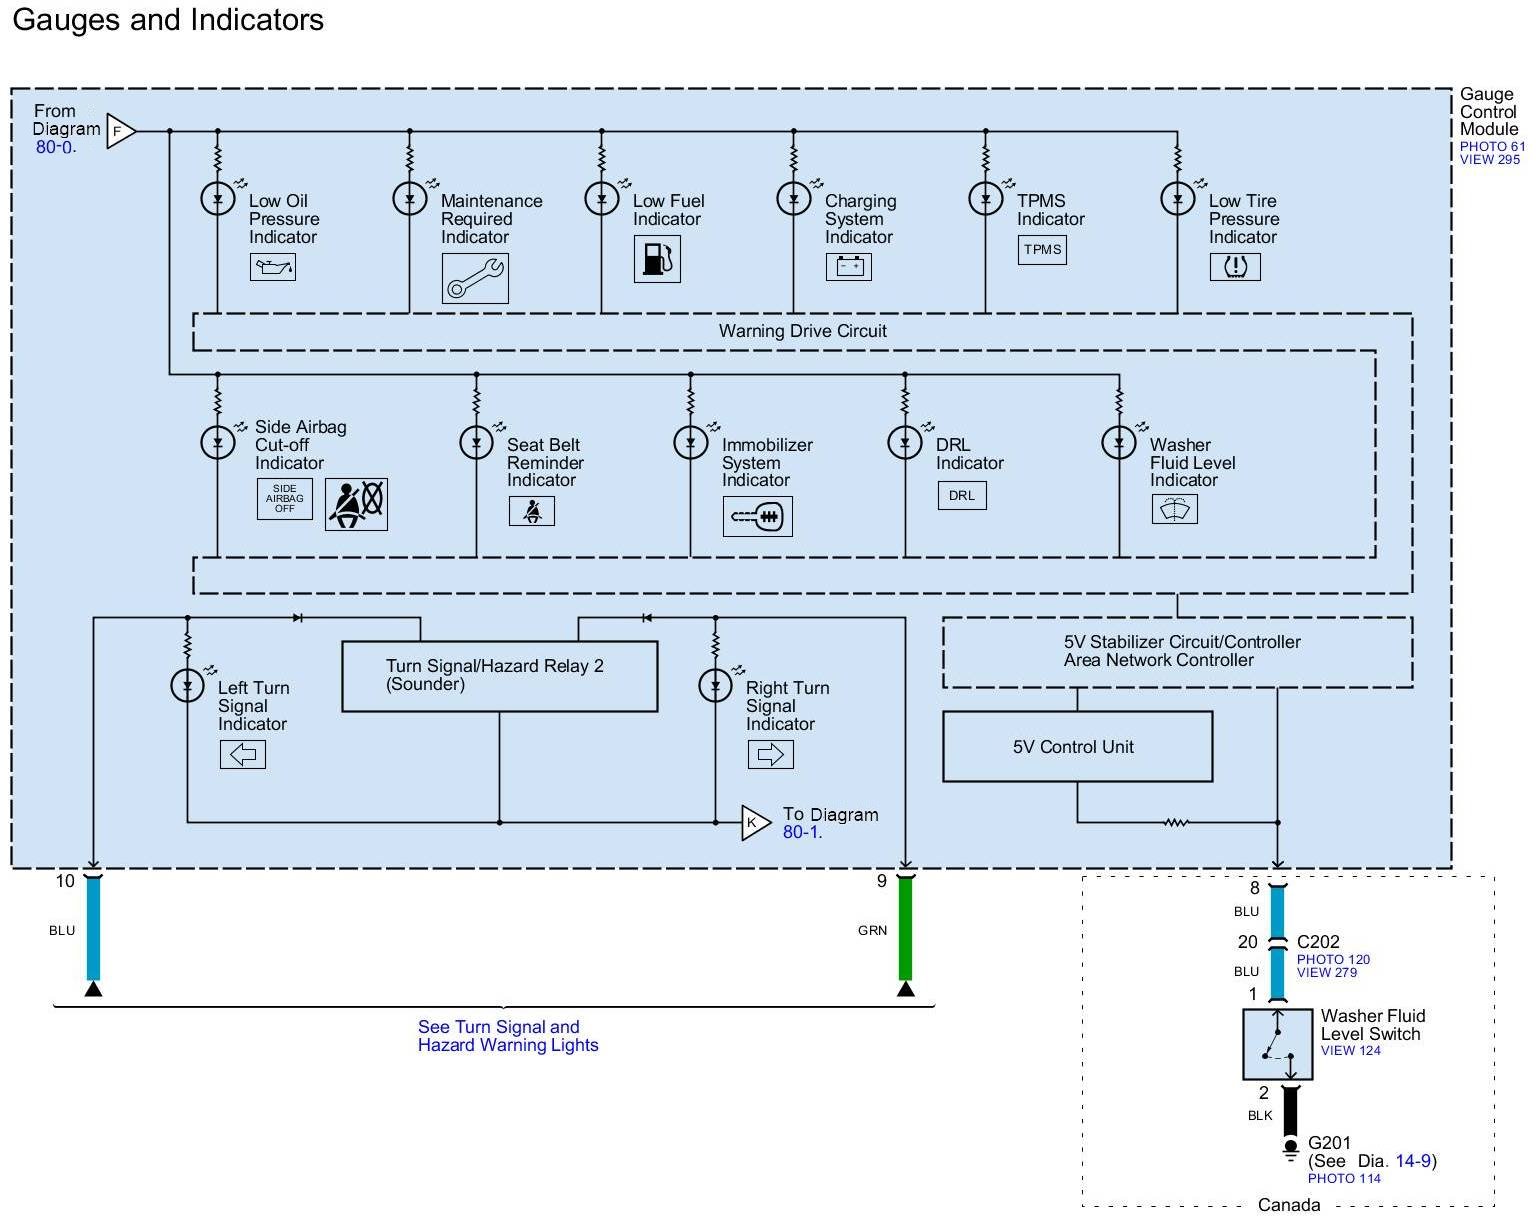 Gauges and Indicators
From
Diagram
80-0.
F
Gauge
Control
Module
PHOTO 61
VIEW 295
Low Oil
Pressure
Indicator
Maintenance
Required
Indicator
Low Fuel
Indicator
Charging
System
Indicator
- +
TPMS
Indicator
TPMS
Low Tire
Pressure
Indicator
(!)
Warning Drive Circuit
Side Airbag
Cut-off
Indicator
SIDE
AIRBAG
OFF
Seat Belt
Reminder
Indicator
Immobilizer
System
Indicator
DRL
Indicator
DRL
Washer
Fluid Level
Indicator
Turn Signal/Hazard Relay 2
(Sounder)
5V Stabilizer Circuit/Controller
Area Network Controller
Left Turn
Signal
Indicator
Right Turn
Signal
Indicator
5V Control Unit
K
To Diagram
80-1.
10
BLU
9
GRN
See Turn Signal and
Hazard Warning Lights
8
BLU
20
C202
PHOTO 120
VIEW 279
BLU
1
Washer Fluid
Level Switch
VIEW 124
2
BLK
G201
(See Dia. 14-9)
PHOTO 114
Canada